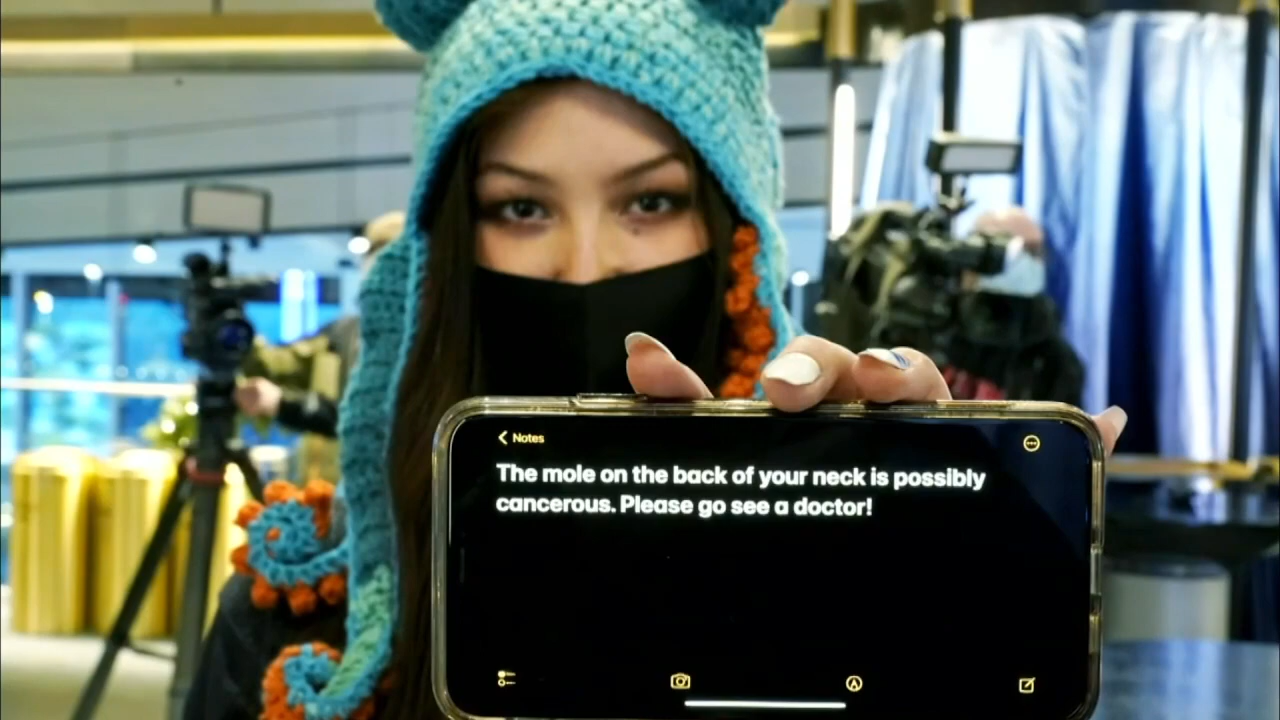 Notes
The mole on the back of your neck is possibly
cancerous. Please go see a doctor!